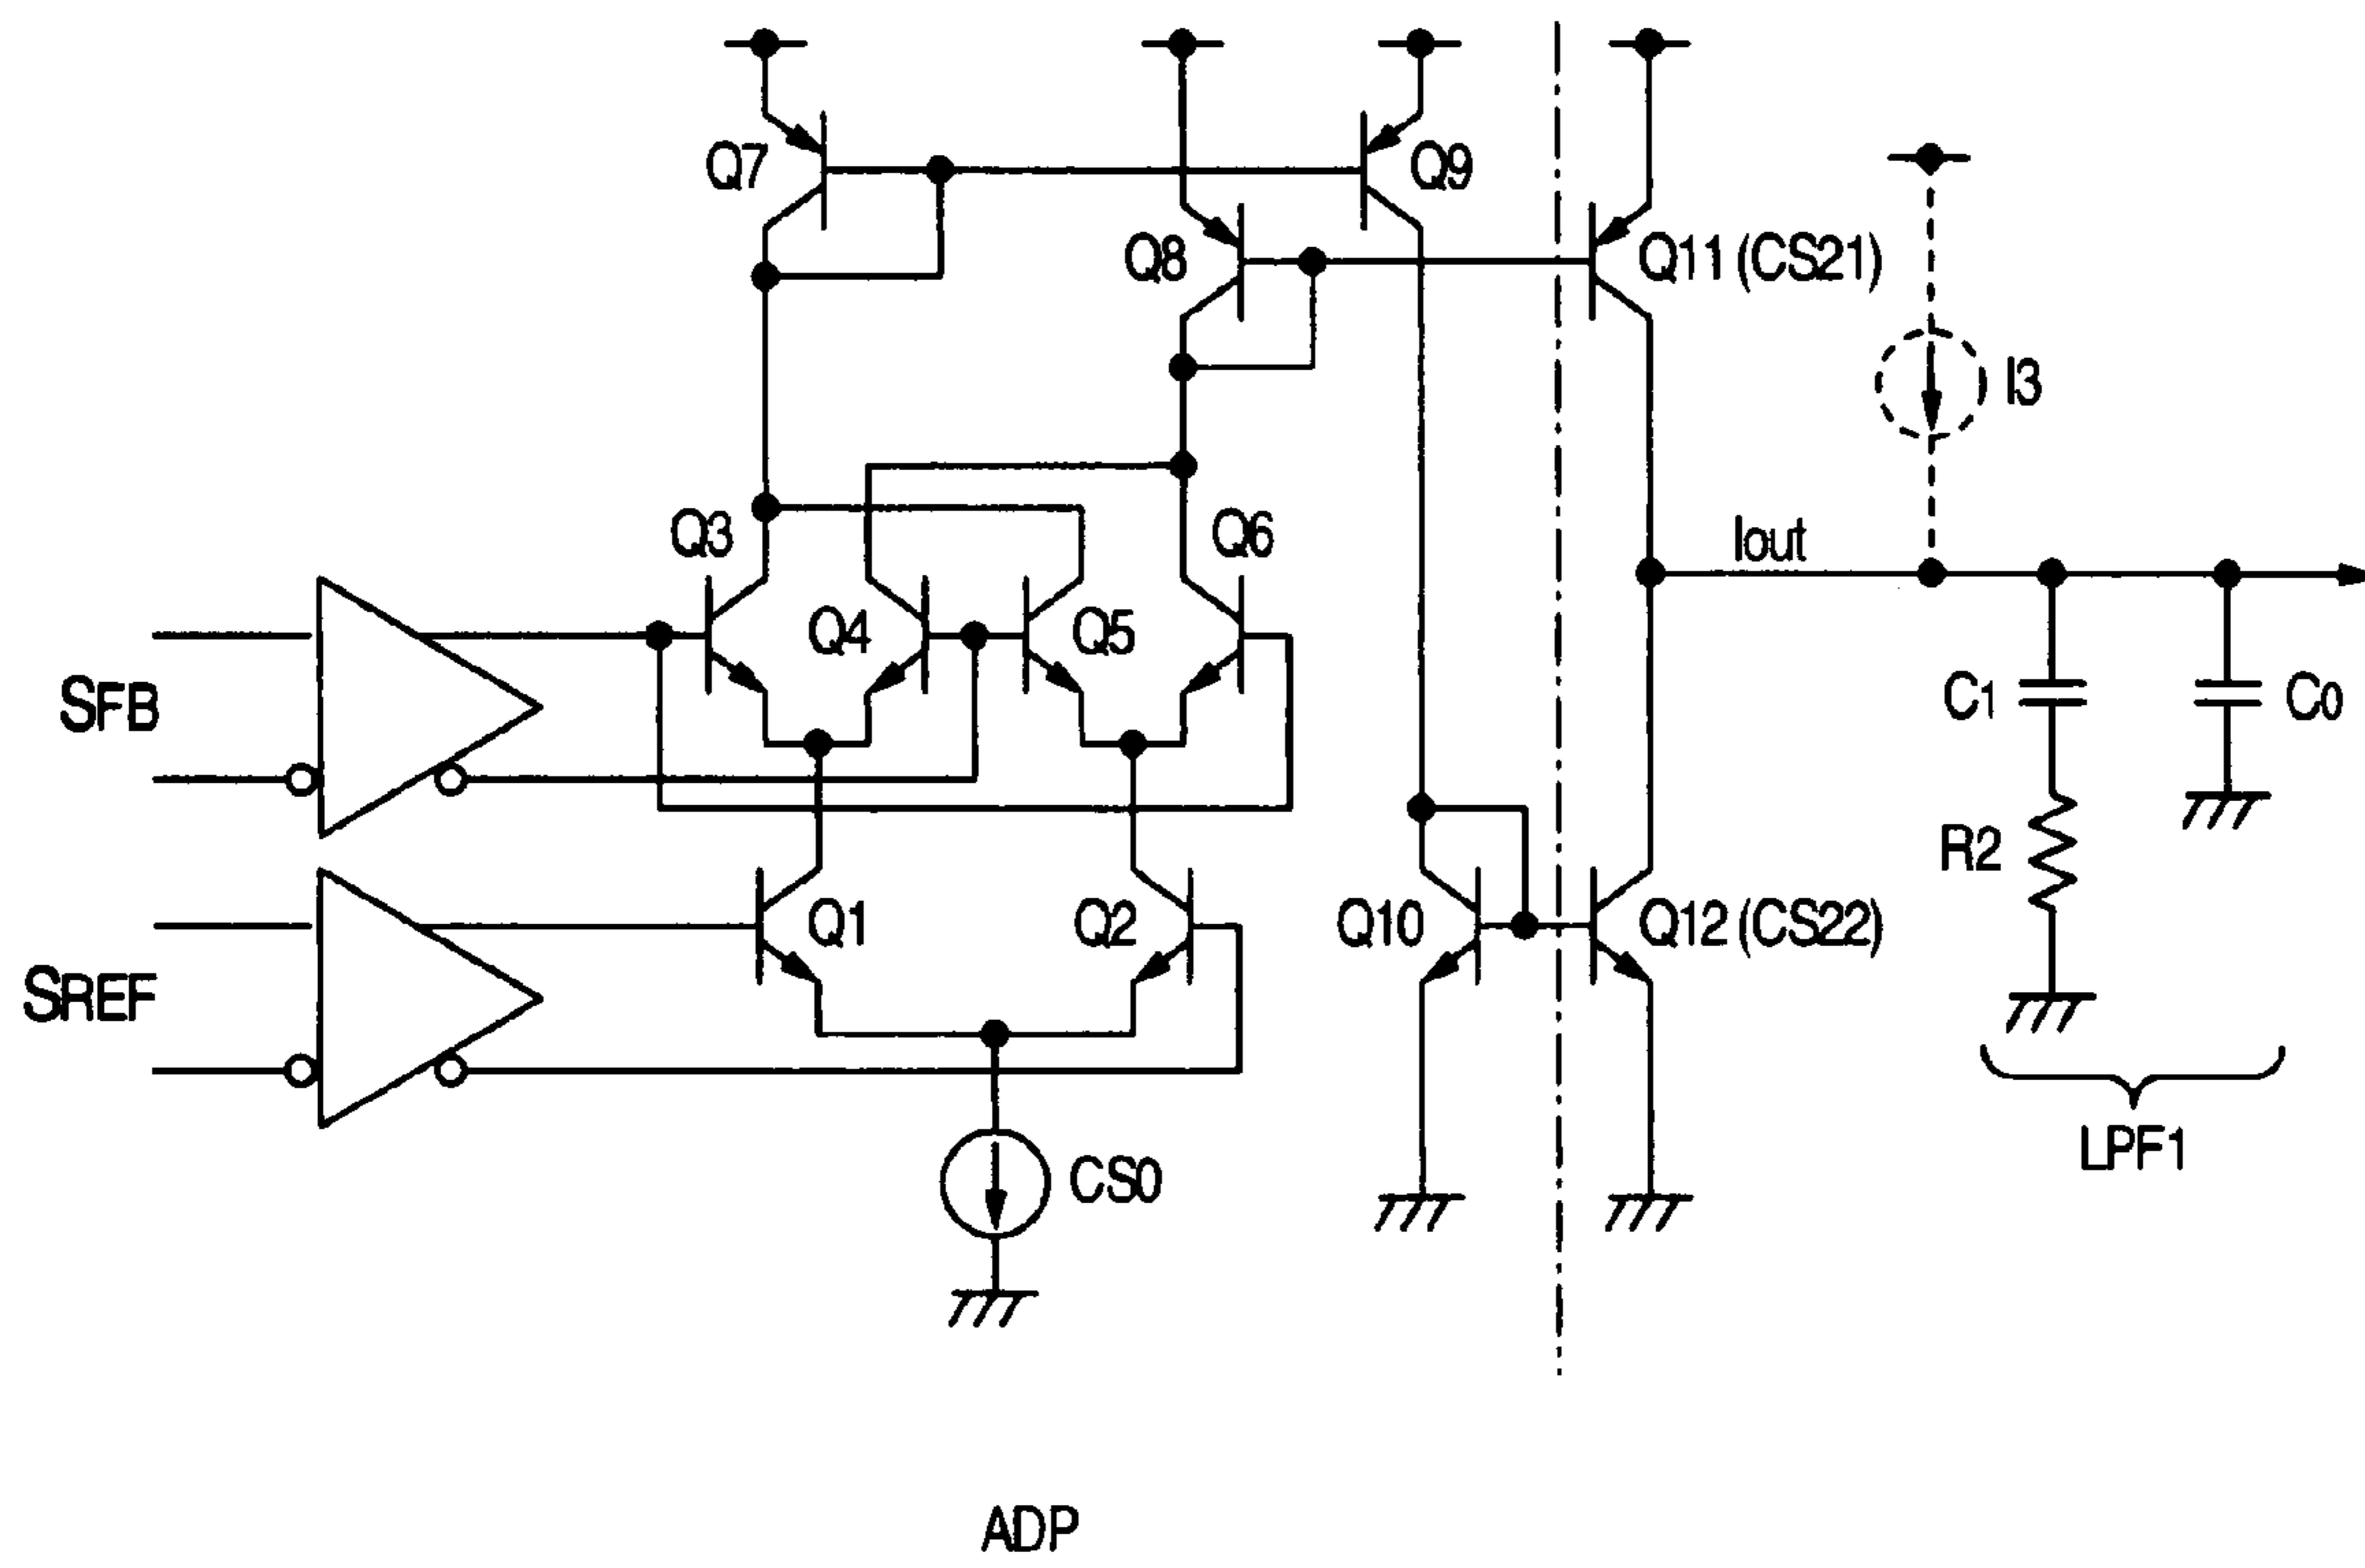 Q7
Q9
Q8
Q11 (CS21)
I3
Q3
Q6
Iout
Q4
Q5
SFB
C1
C0
R2
Q1
Q2
Q10
Q12 (CS22)
SREF
LPF1
CS0
ADP